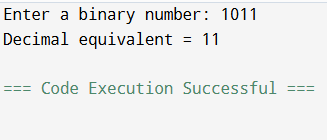 Enter a binary number: 1011
Decimal equivalent = 11
=== Code Execution Successful ===